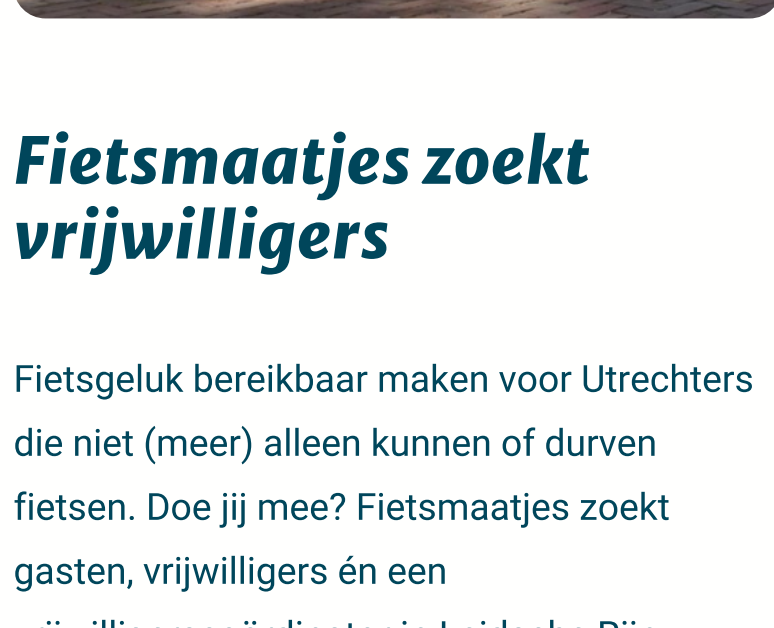 Fietsmaatjes zoekt
vrijwilligers
Fietsgeluk bereikbaar maken voor Utrechters
die niet (meer) alleen kunnen of durven
fietsen. Doe jij mee? Fietsmaatjes zoekt
gasten, vrijwilligers én een